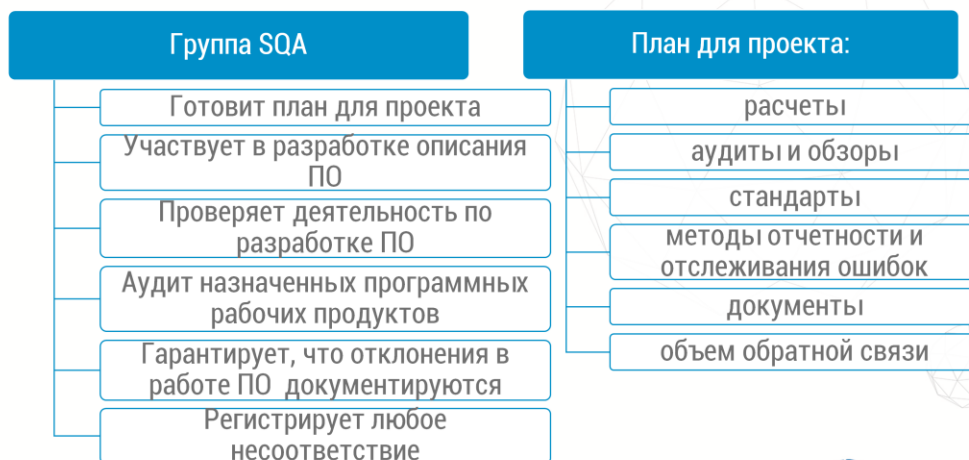 Группа SQA
Готовит план для проекта
Участвует в разработке описания
ПО
Проверяет деятельность по
разработке ПО
Аудит назначенных программных
рабочих продуктов
Гарантирует, что отклонения в
работе ПО документируются
Регистрирует любое
несоответствие
План для проекта:
расчеты
аудиты и обзоры
стандарты
методы отчетности и
отслеживания ошибок
документы
объем обратной связи